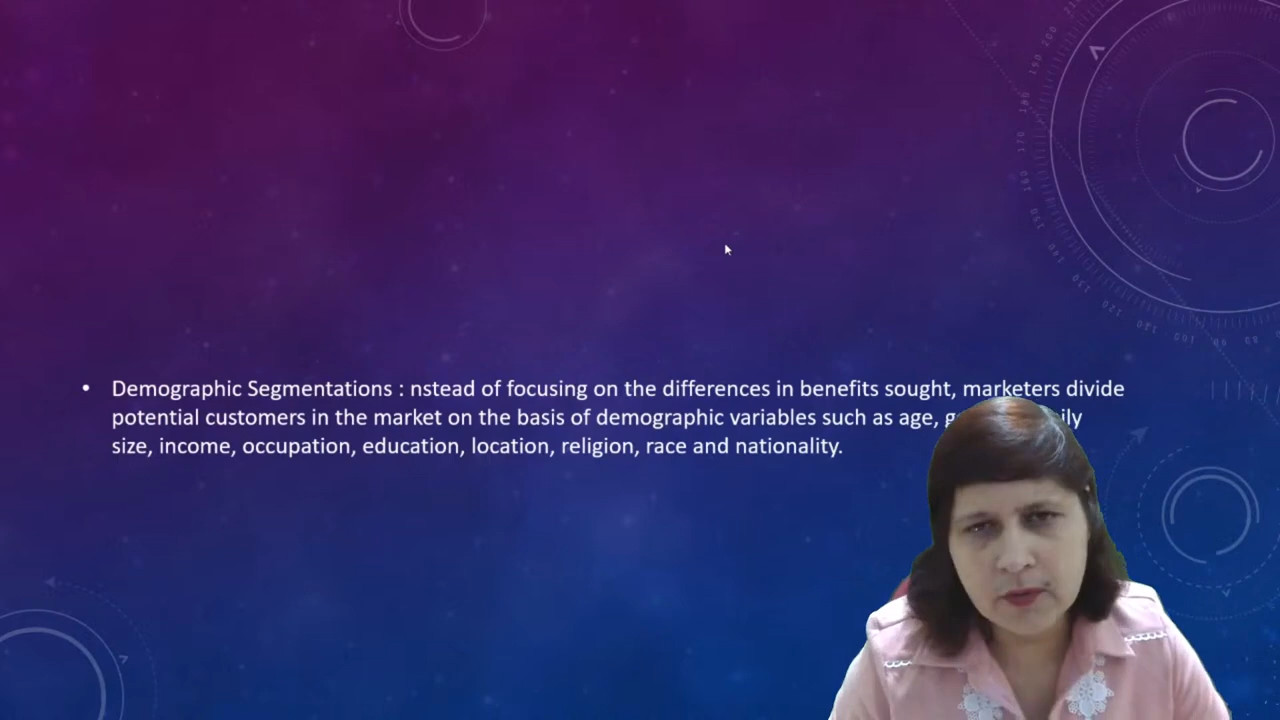 • Demographic Segmentations : nstead of focusing on the differences in benefits sought, marketers divide
potential customers in the market on the basis of demographic variables such as age,
size, income, occupation, education, location, religion, race and nationality.